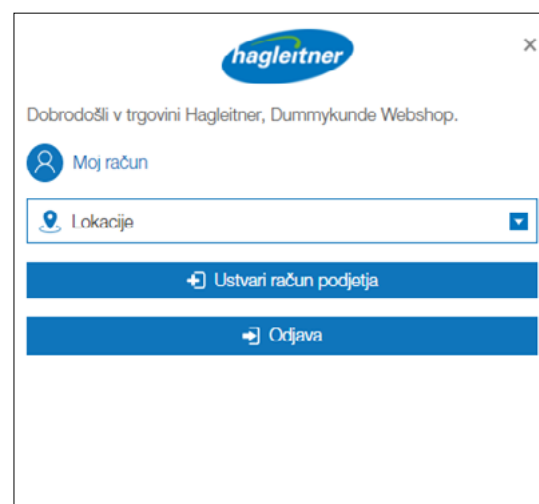 hagleitner
Dobrodošli v trgovini Hagleitner, Dummykunde Webshop.
Moj račun
Lokacije
Ustvari račun podjetja
Odjava